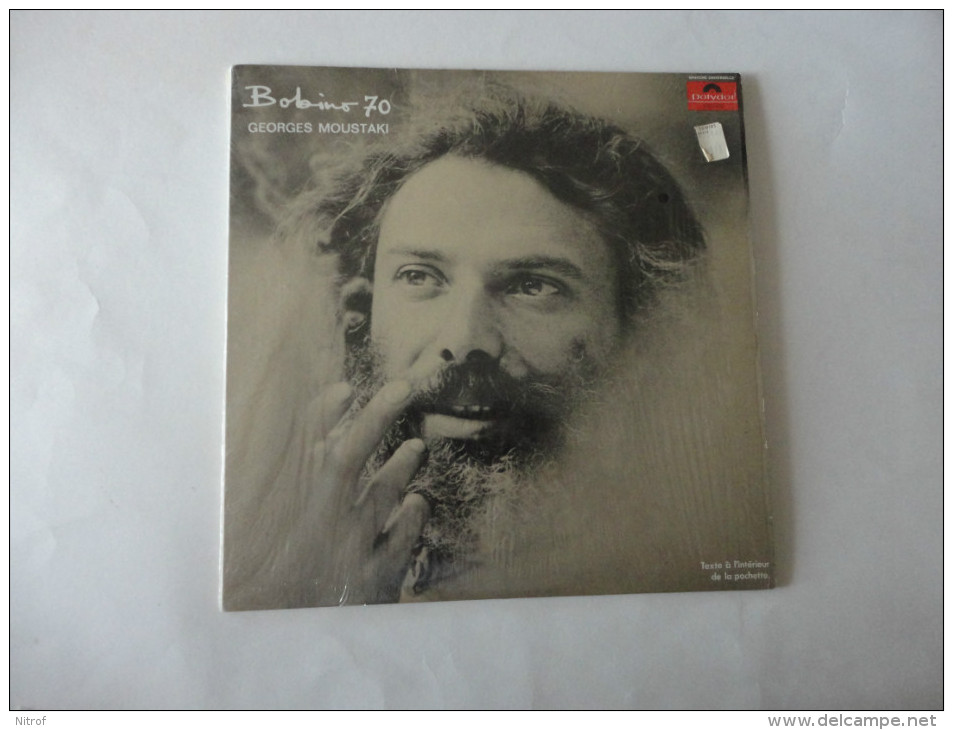 Bobino 70
GEORGES MOUSTAKI
Polydor
Texte à l'intérieur
de la pochette
Nitrof
www.delcampe.net